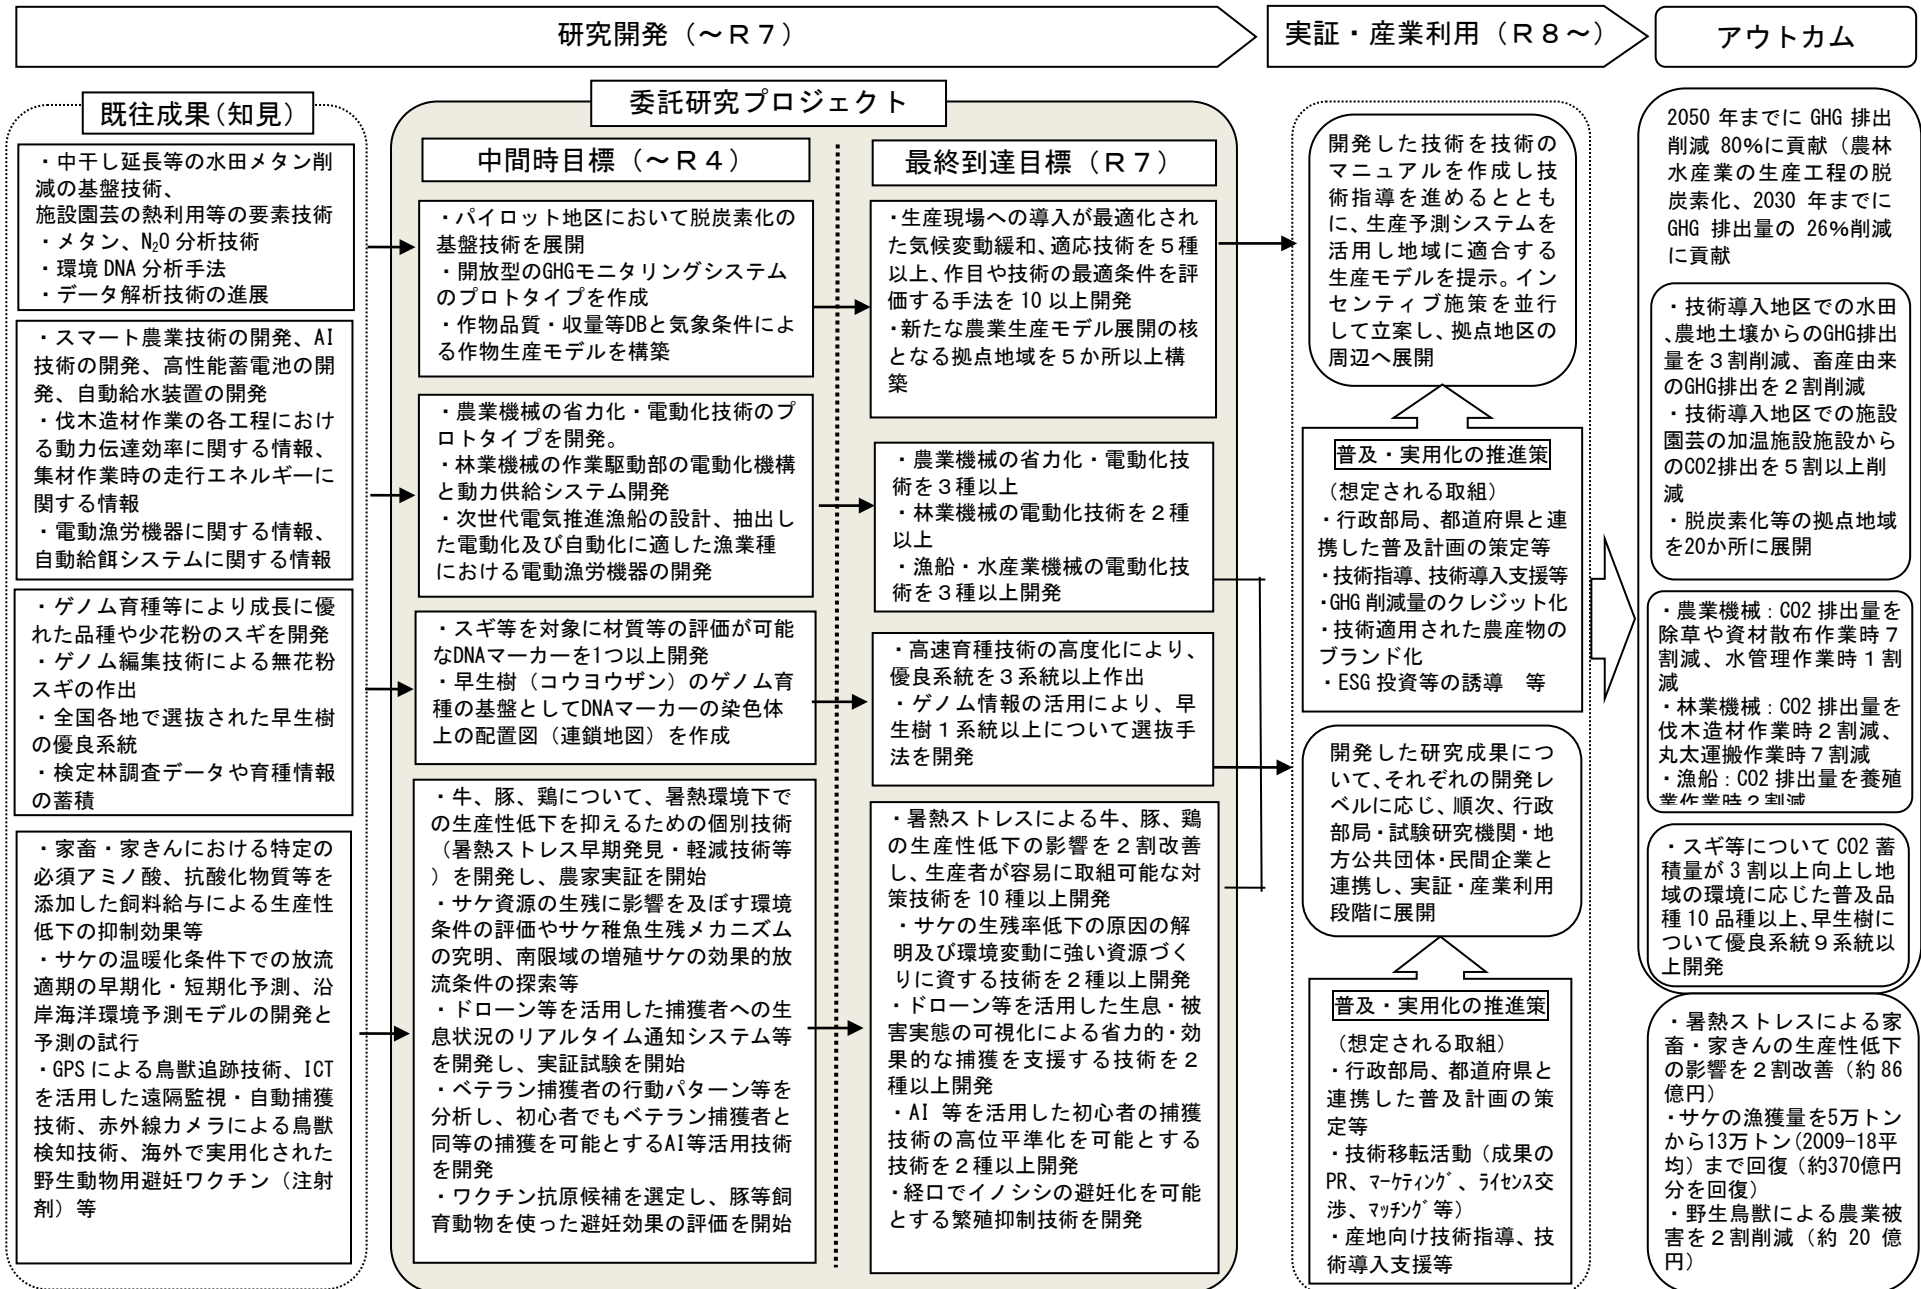 研究開発（～R７）
実証・産業利用（R８～）
アウトカム
既往成果(知見)
・中干し延長等の水田メタン削
減の基盤技術、
施設園芸の熱利用等の要素技術
・メタン、N₂O 分析技術
・環境 DNA 分析手法
・データ解析技術の進展
・スマート農業技術の開発、AI
技術の開発、高性能蓄電池の開
発、自動給水装置の開発
・伐木造材作業の各工程におけ
る動力伝達効率に関する情報、
集材作業時の走行エネルギーに
関する情報
・電動漁労機器に関する情報、
自動給餌システムに関する情報
・ゲノム育種等により成長に優
れた品種や少花粉のスギを開発
・ゲノム編集技術による無花粉
スギの作出
・全国各地で選抜された早生樹
の優良系統
・検定林調査データや育種情報
の蓄積
・家畜・家きんにおける特定の
必須アミノ酸、抗酸化物質等を
添加した飼料給与による生産性
低下の抑制効果等
・サケの温暖化条件下での放流
適期の早期化・短期化予測、沿
岸海洋環境予測モデルの開発と
予測の試行
・GPS による鳥獣追跡技術、ICT
を活用した遠隔監視・自動捕獲
技術、赤外線カメラによる鳥獣
検知技術、海外で実用化された
野生動物用避妊ワクチン（注射
剤）等
委託研究プロジェクト
中間時目標（～R４）
・パイロット地区において脱炭素化の
基盤技術を展開
・開放型のGHGモニタリングシステム
のプロトタイプを作成
・作物品質・収量等DBと気象条件によ
る作物生産モデルを構築
・農業機械の省力化・電動化技術のプ
ロトタイプを開発。
・林業機械の作業駆動部の電動化機構
と動力供給システム開発
・次世代電気推進漁船の設計、抽出し
た電動化及び自動化に適した漁業種
における電動漁労機器の開発
・スギ等を対象に材質等の評価が可能
なDNAマーカーを1つ以上開発
・早生樹（コウヨウザン）のゲノム育
種の基盤としてDNAマーカーの染色体
上の配置図（連鎖地図）を作成
・牛、豚、鶏について、暑熱環境下で
の生産性低下を抑えるための個別技術
（暑熱ストレス早期発見・軽減技術等
）を開発し、農家実証を開始
・サケ資源の生残に影響を及ぼす環境
条件の評価やサケ稚魚生残メカニズム
の究明、南限域の増殖サケの効果的放
流条件の探索等
・ドローン等を活用した捕獲者への生
息状況のリアルタイム通知システム等
を開発し、実証試験を開始
・ベテラン捕獲者の行動パターン等を
分析し、初心者でもベテラン捕獲者と
同等の捕獲を可能とするAI等活用技術
を開発
・ワクチン抗原候補を選定し、豚等飼
育動物を使った避妊効果の評価を開始
最終到達目標（R７）
・生産現場への導入が最適化され
た気候変動緩和、適応技術を５種
以上、作目や技術の最適条件を評
価する手法を 10 以上開発
・新たな農業生産モデル展開の核
となる拠点地域を５か所以上構
築
・農業機械の省力化・電動化技
術を３種以上
・林業機械の電動化技術を２種
以上
・漁船・水産業機械の電動化技
術を３種以上開発
・高速育種技術の高度化により、
優良系統を３系統以上作出
・ゲノム情報の活用により、早
生樹１系統以上について選抜手
法を開発
・暑熱ストレスによる牛、豚、鶏
の生産性低下の影響を２割改善
し、生産者が容易に取組可能な対
策技術を 10 種以上開発
・サケの生残率低下の原因の解
明及び環境変動に強い資源づく
りに資する技術を２種以上開発
・ドローン等を活用した生息・被
害実態の可視化による省力的・効
果的な捕獲を支援する技術を２
種以上開発
・AI 等を活用した初心者の捕獲
技術の高位平準化を可能とする
技術を２種以上開発
・経口でイノシシの避妊化を可能
とする繁殖抑制技術を開発
開発した技術を技術の
マニュアルを作成し技
術指導を進めるととも
に、生産予測システムを
活用し地域に適合する
生産モデルを提示。イン
センティブ施策を並行
して立案し、拠点地区の
周辺へ展開
普及・実用化の推進策
（想定される取組）
・行政部局、都道府県と連
携した普及計画の策定等
・技術指導、技術導入支援等
・GHG 削減量のクレジット化
・技術適用された農産物の
ブランド化
・ESG 投資等の誘導　等
開発した研究成果につ
いて、それぞれの開発レ
ベルに応じ、順次、行政
部局・試験研究機関・地
方公共団体・民間企業と
連携し、実証・産業利用
段階に展開
普及・実用化の推進策
（想定される取組）
・行政部局、都道府県と
連携した普及計画の策
定等
・技術移転活動（成果の
PR、ﾏｰｹﾃｨﾝｸﾞ、ﾗｲｾﾝｽ交
渉、ﾏｯﾁﾝｸﾞ等）
・産地向け技術指導、技
術導入支援等
2050 年までに GHG 排出
削減 80%に貢献（農林
水産業の生産工程の脱
炭素化、2030 年までに
GHG 排出量の 26%削減
に貢献
・技術導入地区での水田
、農地土壌からのGHG排出
量を３割削減、畜産由来
のGHG排出を２割削減
・技術導入地区での施設
園芸の加温施設施設から
のCO2排出を５割以上削
減
・脱炭素化等の拠点地域
を20か所に展開
・農業機械：CO2 排出量を
除草や資材散布作業時７
割減、水管理作業時１割
減
・林業機械：CO2 排出量を
伐木造材作業時２割減、
丸太運搬作業時７割減
・漁船：CO2 排出量を養殖
業作業時２割減
・スギ等について CO2 蓄
積量が３割以上向上し地
域の環境に応じた普及品
種 10 品種以上、早生樹に
ついて優良系統９系統以
上開発
・暑熱ストレスによる家
畜・家きんの生産性低下
の影響を２割改善（約 86
億円）
・サケの漁獲量を5万トン
から13万トン(2009-18平
均）まで回復（約370億円
分を回復）
・野生鳥獣による農業被
害を２割削減（約 20 億
円）